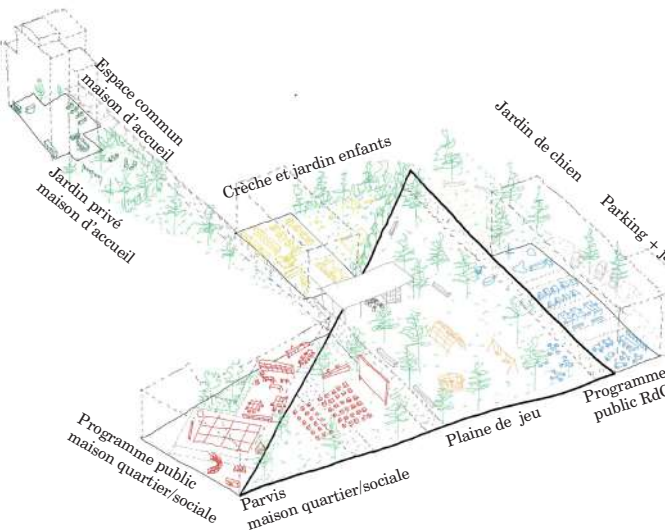 Espace commun
maison d'accueil
Jardin privé
maison d'accueil
Crèche et jardin enfants
Jardin de chien
Parking +
Programme public
maison quartier/sociale
Parvis
maison quartier/sociale
Plaine de jeu
Programme
public RdC